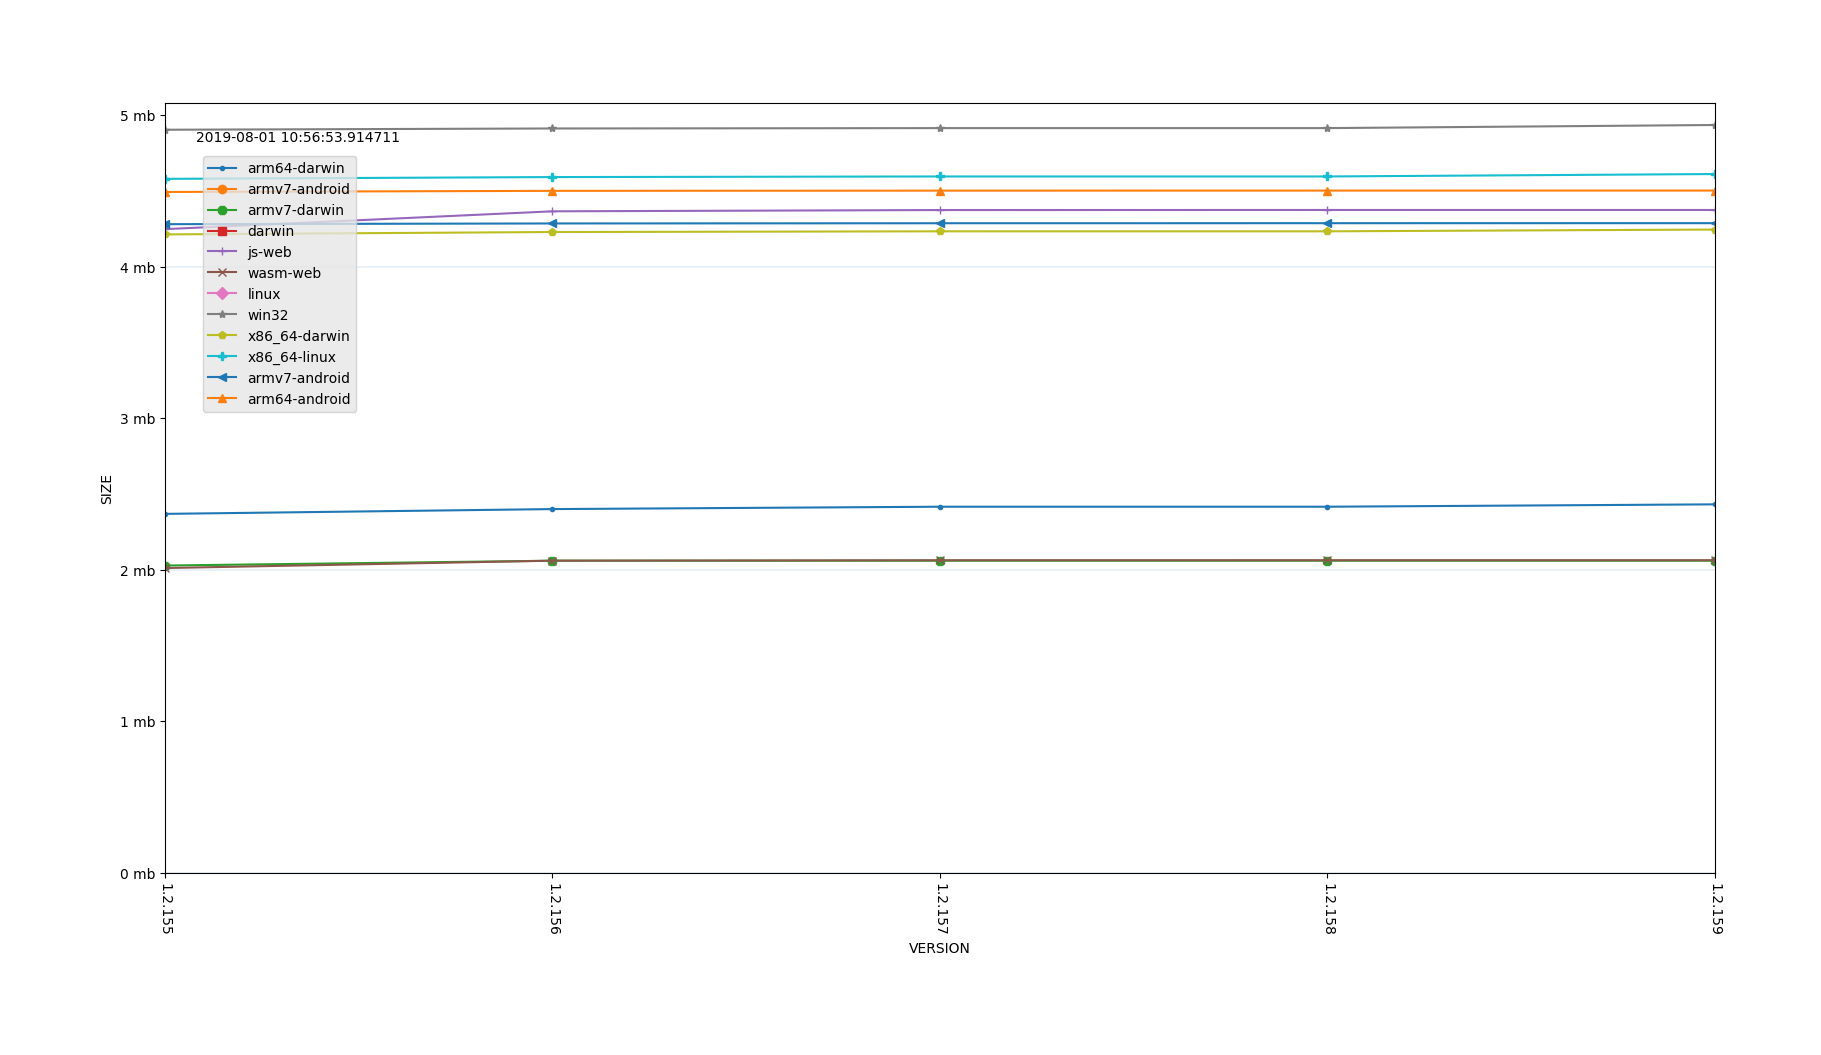 5 mb
2019-08-01 10:56:53.914711
arm64-darwin
armv7-android
armv7-darwin
darwin
js-web
wasm-web
linux
win32
x86_64-darwin
x86_64-linux
armv7-android
arm64-android
4 mb
3 mb
SIZE
2 mb
1 mb
0 mb
1.2.155
1.2.156
1.2.157
1.2.158
1.2.159
VERSION